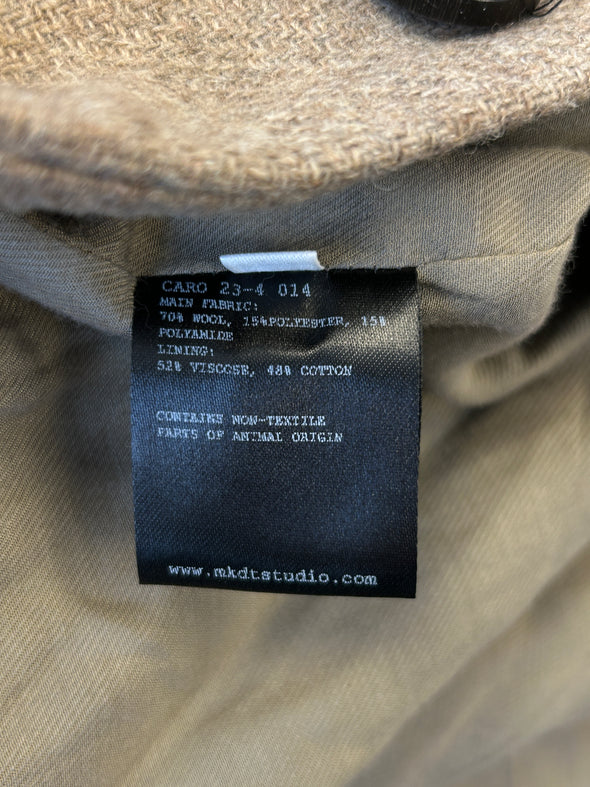 CARO 23-4 014
MAIN FABRIC:
70% WOOL, 15%POLYESTER, 15%
POLYAMIDE
LINING:
52% VISCOSE, 48% COTTON
CONTAINS NON-TEXTILE
PARTS OF ANIMAL ORIGIN
www.mkdtstudio.com